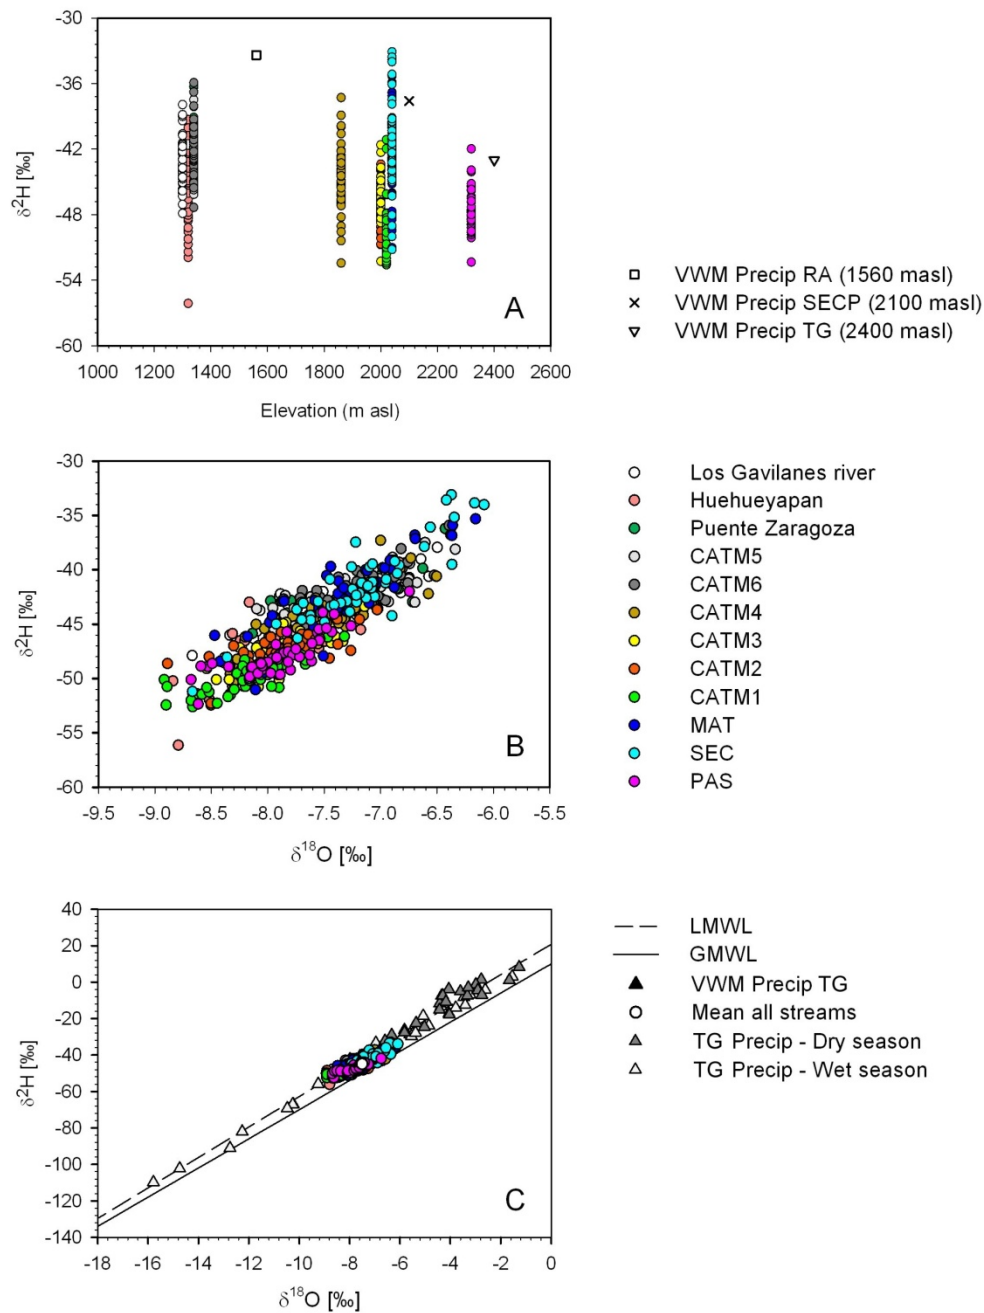 -30
-36
-42
-48
-54
-60
δ²H [‰]
A
1000 1200 1400 1600 1800 2000 2200 2400 2600
Elevation (m asl)
VWM Precip RA (1560 masl)
VWM Precip SECP (2100 masl)
VWM Precip TG (2400 masl)
-30
-35
-40
-45
-50
-55
-60
δ²H [‰]
B
-9.5 -9.0 -8.5 -8.0 -7.5 -7.0 -6.5 -6.0 -5.5
δ¹⁸O [‰]
Los Gavilanes river
Huehueyapan
Puente Zaragoza
CATM5
CATM6
CATM4
CATM3
CATM2
CATM1
MAT
SEC
PAS
40
20
0
-20
-40
-60
-80
-100
-120
-140
δ²H [‰]
C
-18 -16 -14 -12 -10 -8 -6 -4 -2 0
δ¹⁸O [‰]
LMWL
GMWL
VWM Precip TG
Mean all streams
TG Precip - Dry season
TG Precip - Wet season